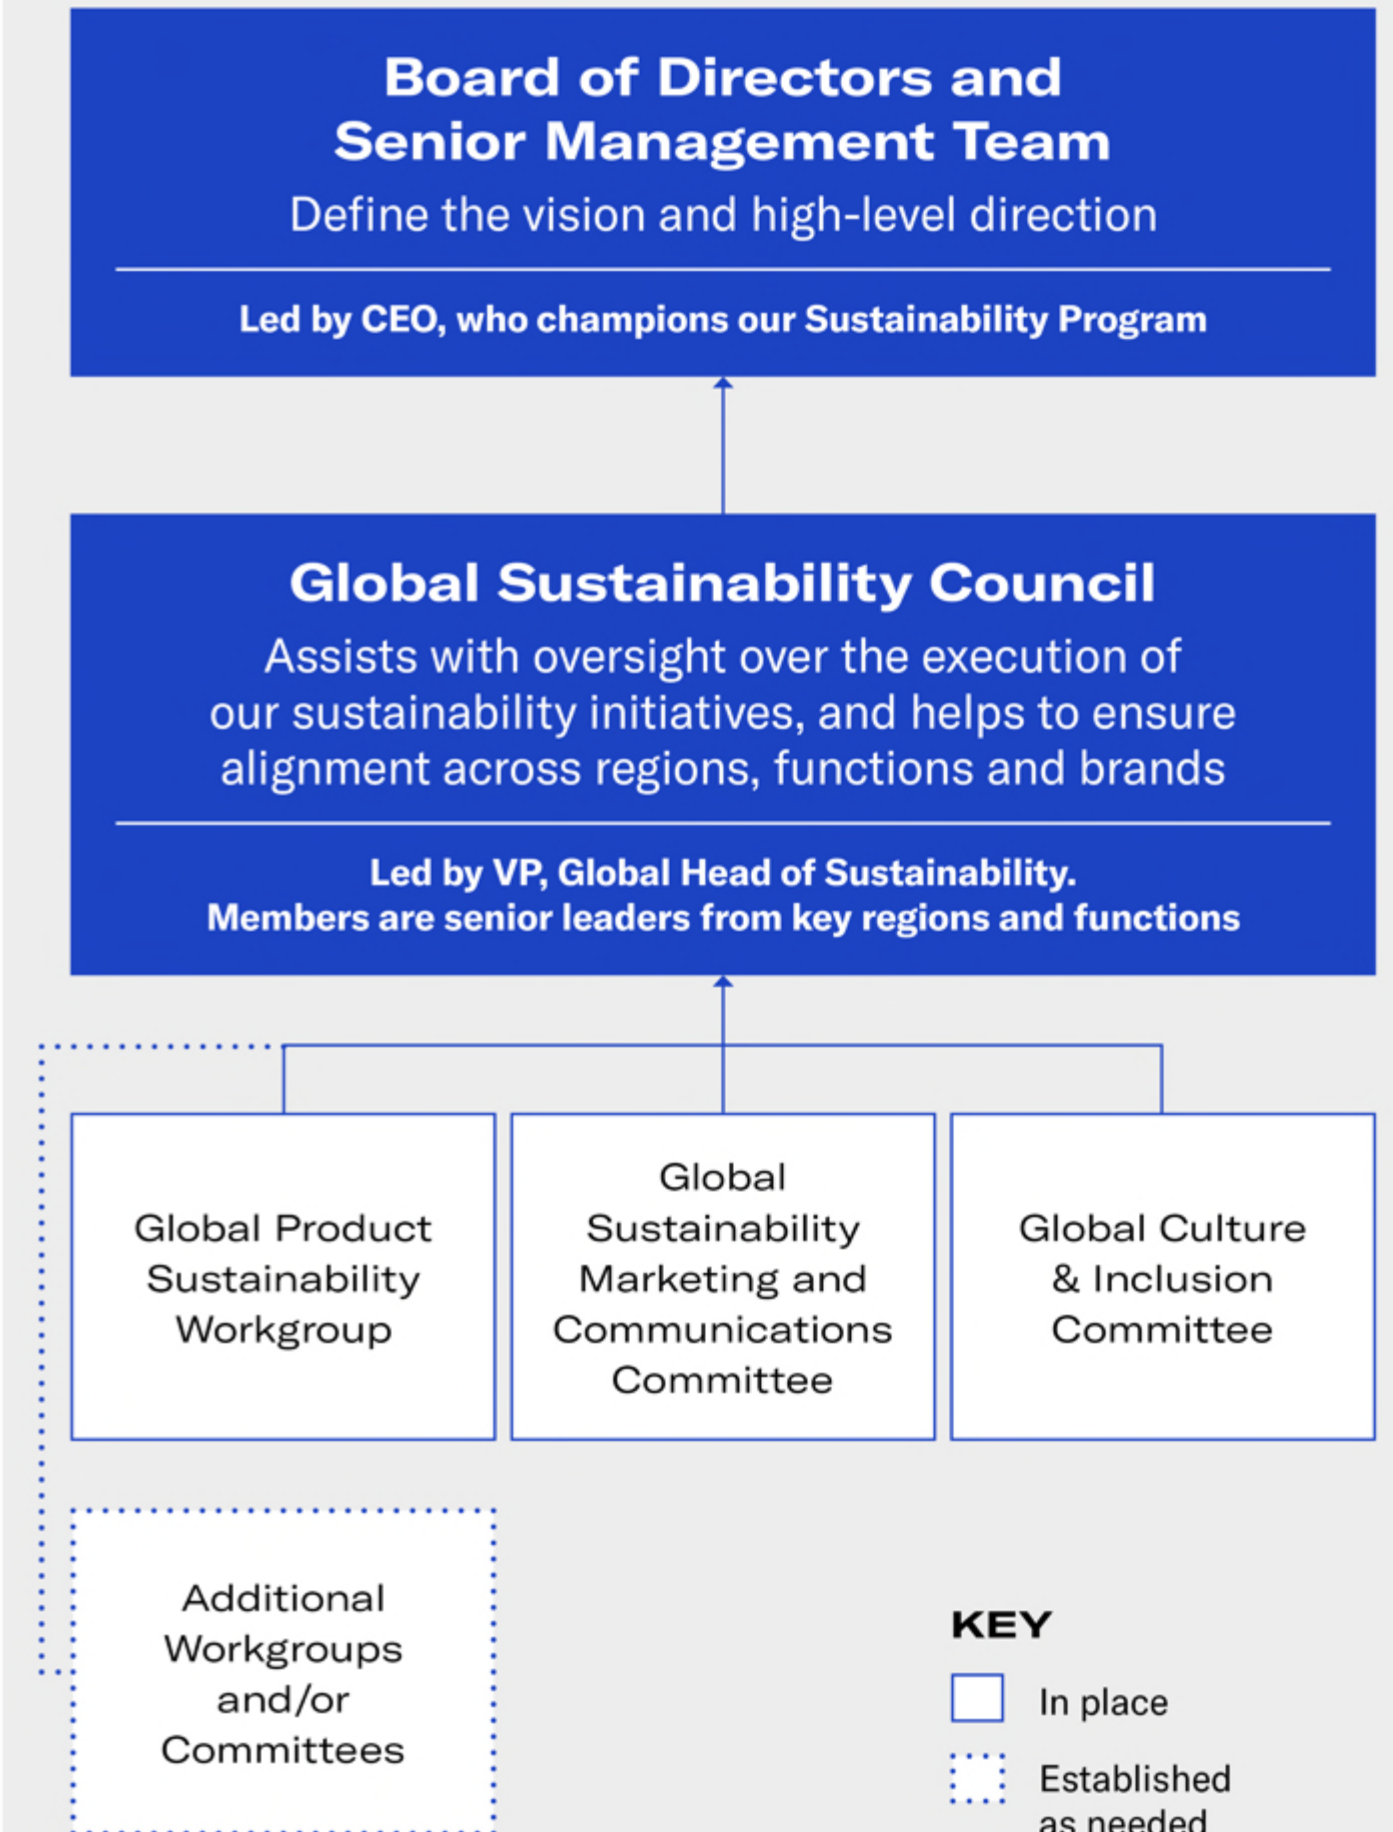 Board of Directors and
Senior Management Team
Define the vision and high-level direction
Led by CEO, who champions our Sustainability Program
Global Sustainability Council
Assists with oversight over the execution of
our sustainability initiatives, and helps to ensure
alignment across regions, functions and brands
Led by VP, Global Head of Sustainability.
Members are senior leaders from key regions and functions
Global Product
Sustainability
Workgroup
Global
Sustainability
Marketing and
Communications
Committee
Global Culture
& Inclusion
Committee
Additional
Workgroups
and/or
Committees
KEY
In place
Established
as needed